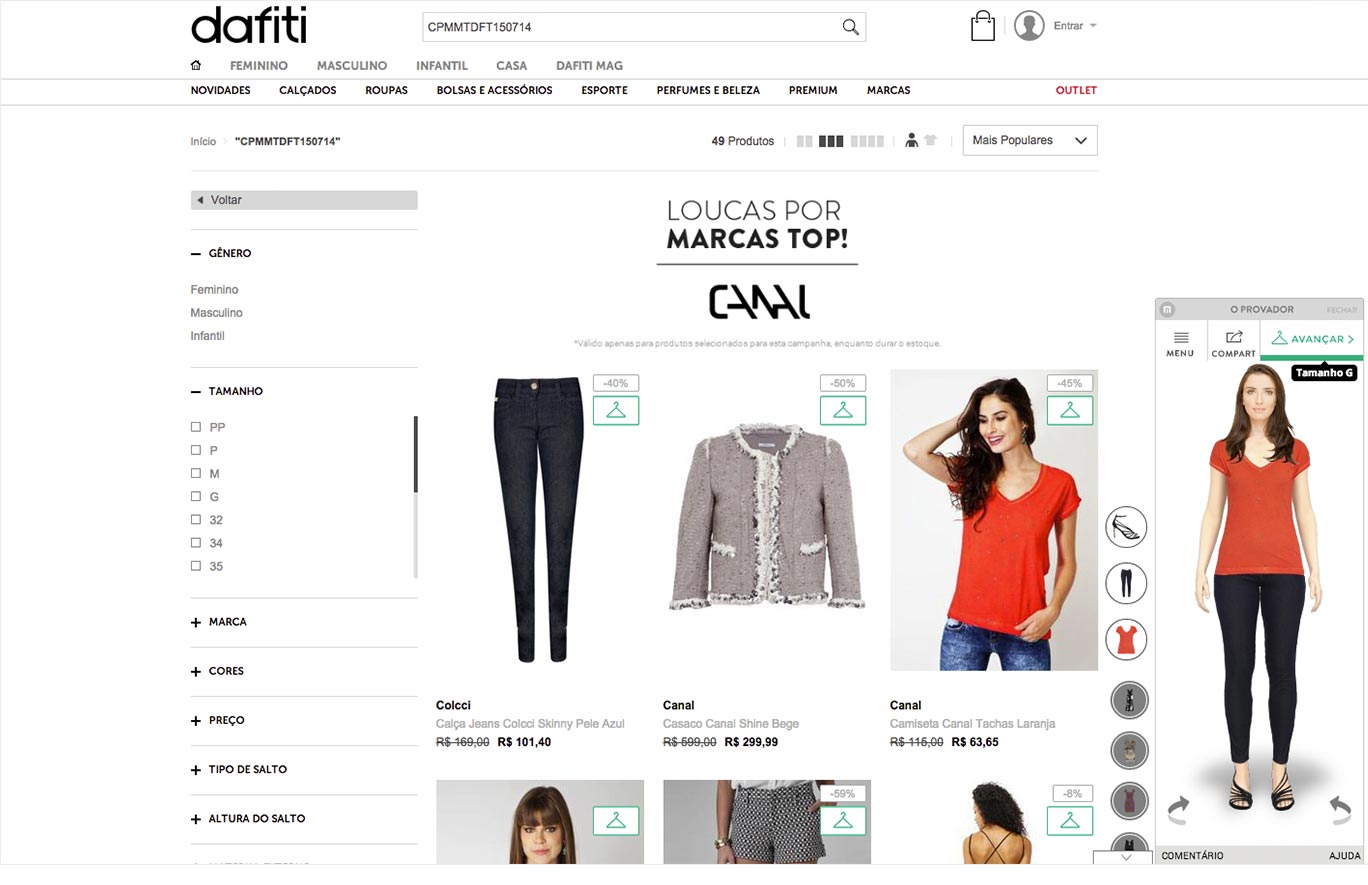 dafiti
CPMMTDFT150714
Entrar
FEMININO MASCULINO INFANTIL CASA DAFITI MAG
NOVIDADES CALÇADOS ROUPAS BOLSAS E ACESSÓRIOS ESPORTE PERFUMES E BELEZA PREMIUM MARCAS OUTLET
Início "CPMMTDFT150714"
49 Produtos
Mais Populares
Voltar
GÊNERO
Feminino
Masculino
Infantil
TAMANHO
PP
P
M
G
32
34
35
MARCA
CORES
PREÇO
TIPO DE SALTO
ALTURA DO SALTO
LOUCAS POR
MARCAS TOP!
CANAL
*Válido apenas para produtos selecionados para esta campanha, enquanto durar o estoque.
-40%
-50%
-45%
Colcci
Calça Jeans Colcci Skinny Pele Azul
R$ 169,00 R$ 101,40
Canal
Casaco Canal Shine Bege
R$ 599,00 R$ 299,99
Canal
Camiseta Canal Tachas Laranja
R$ 115,00 R$ 63,65
-59%
-8%
m O PROVADOR FECHAR
MENU COMPART AVANÇAR
Tamanho G
COMENTÁRIO AJUDA